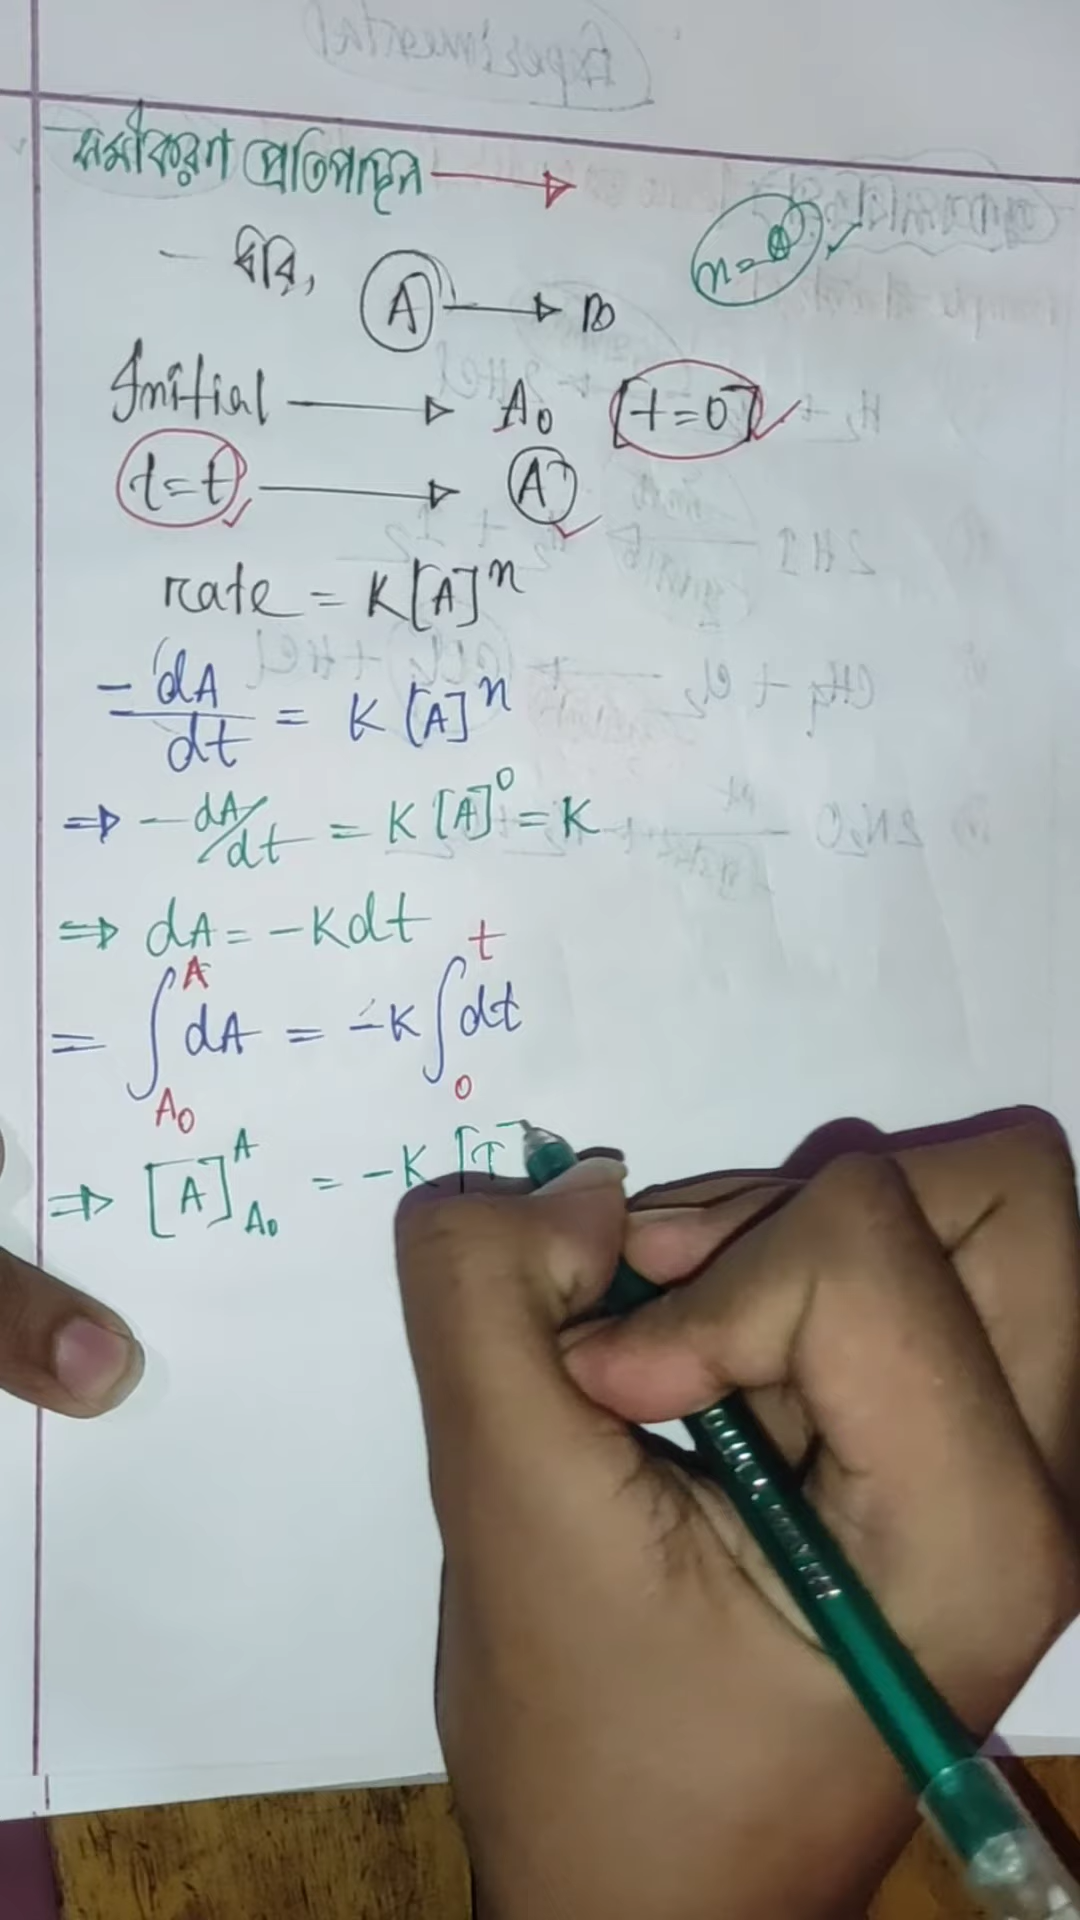 সমীকরণ প্রতিপাদন →
- ধরি, A → B n=0
Initial → A₀ [t=0]
t=t → A
rate = K[A]ⁿ
-dA/dt = K[A]ⁿ
⇒ -dA/dt = K[A]⁰ = K
⇒ dA = -Kdt
= ∫_{A₀}^{A} dA = -K∫_{0}^{t} dt
⇒ [A]_{A₀}^{A} = -K [